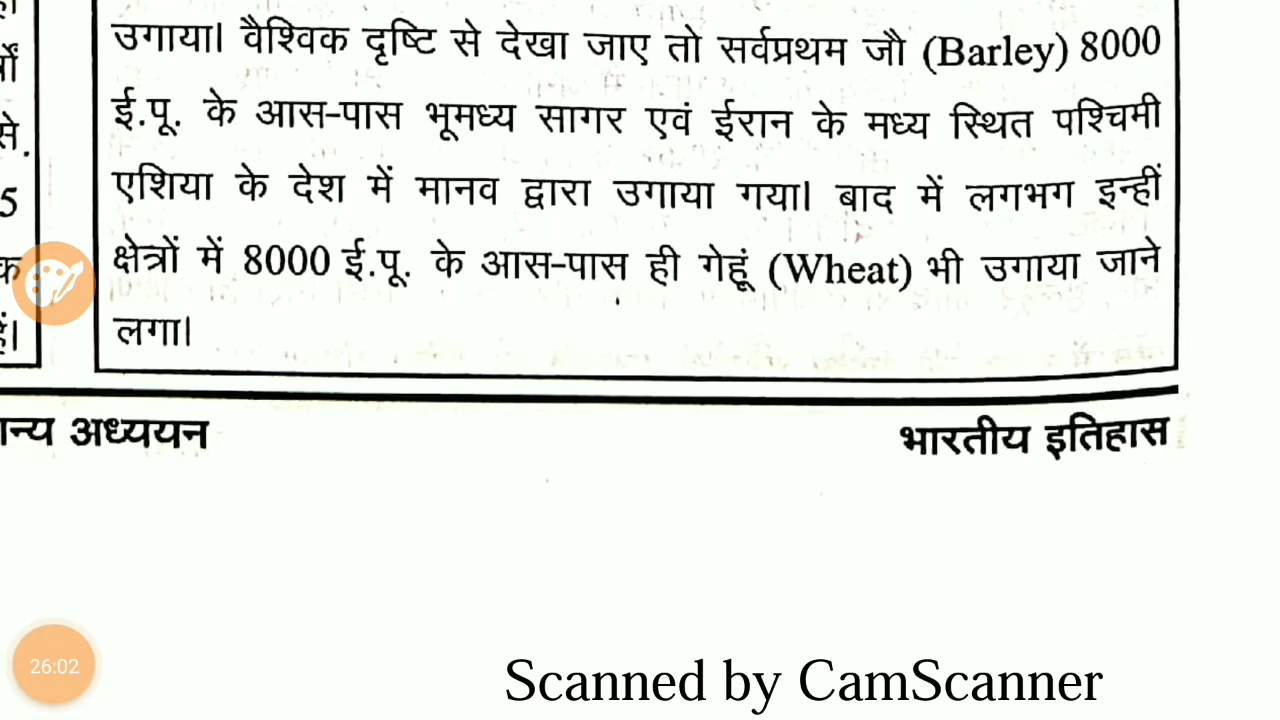 उगाया। वैश्विक दृष्टि से देखा जाए तो सर्वप्रथम जौ (Barley) 8000
ई.पू. के आस-पास भूमध्य सागर एवं ईरान के मध्य स्थित पश्चिमी
एशिया के देश में मानव द्वारा उगाया गया। बाद में लगभग इन्हीं
क्षेत्रों में 8000 ई.पू. के आस-पास ही गेहूं (Wheat) भी उगाया जाने
लगा।
से.
5
क
हैं।
अध्ययन
भारतीय इतिहास
26:02
Scanned by CamScanner